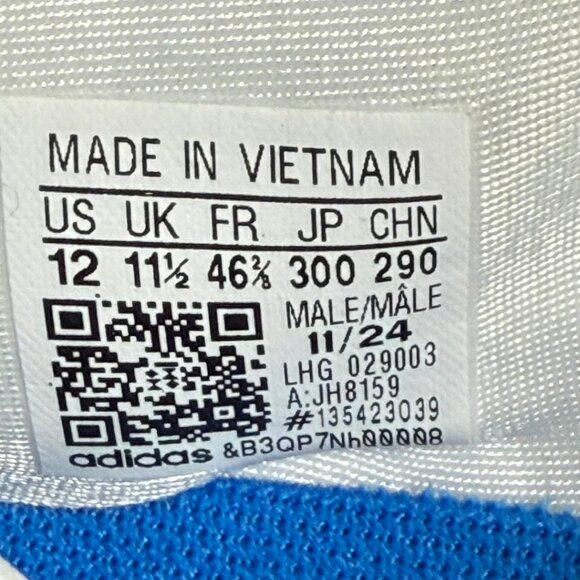 MADE IN VIETNAM
US UK FR JP CHN
12 11½ 46⅔ 300 290
MALE/MÂLE
11/24
LHG 029003
A:JH8159
#135423039
adidas &B3QP7Nh00008